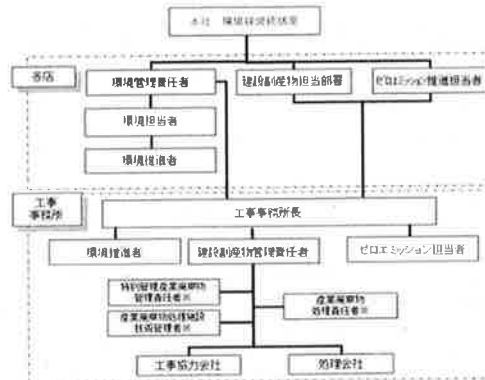 本社 環境経営統括室
各店
環境管理責任者
建設副産物担当部署
ゼロエミッション推進担当者
環境担当者
環境推進者
工事
事務所
工事事務所長
環境推進者
建設副産物管理責任者
ゼロエミッション担当者
特別管理産業廃棄物
管理責任者※
産業廃棄物
処理責任者※
産業廃棄物処理施設
技術管理者※
工事協力会社
処理会社